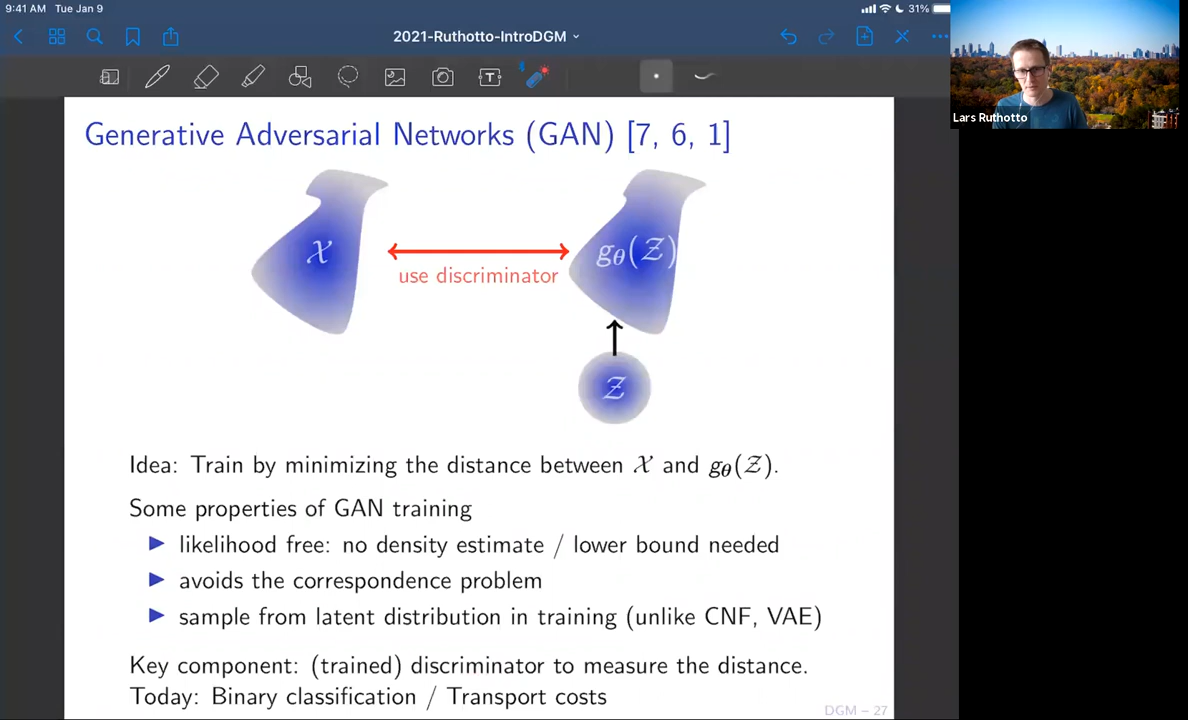 9:41 AM Tue Jan 9
31%
2021-Ruthotto-IntroDGM
T
Lars Ruthotto
Generative Adversarial Networks (GAN) [7, 6, 1]
𝒳
g𝜽(𝒵)
use discriminator
𝒵
Idea: Train by minimizing the distance between 𝒳 and g𝜽(𝒵).
Some properties of GAN training
▶ likelihood free: no density estimate / lower bound needed
▶ avoids the correspondence problem
▶ sample from latent distribution in training (unlike CNF, VAE)
Key component: (trained) discriminator to measure the distance.
Today: Binary classification / Transport costs
DGM – 27